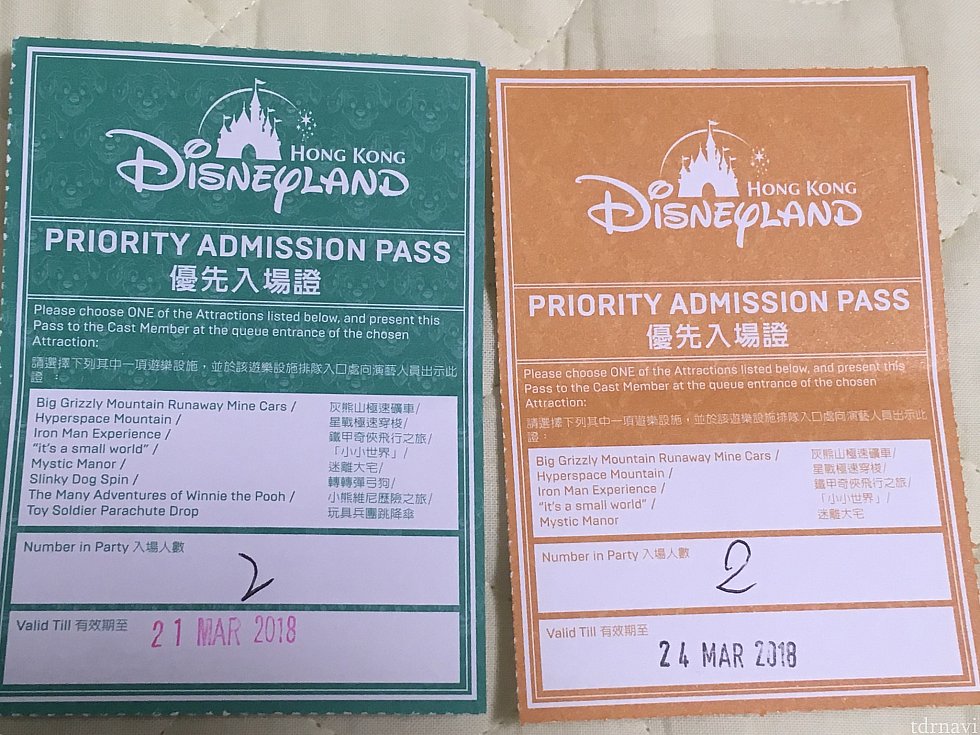 HONG KONG
DISNEYLAND
PRIORITY ADMISSION PASS
優先入場證
Please choose ONE of the Attractions listed below, and present this
Pass to the Cast Member at the queue entrance of the chosen
Attraction:
請選擇下列其中一項遊樂設施，並於該遊樂設施排隊入口處向演藝人員出示此
證：
Big Grizzly Mountain Runaway Mine Cars / 灰熊山極速礦車/
Hyperspace Mountain / 星戰極速穿梭/
Iron Man Experience / 鐵甲奇俠飛行之旅/
“it's a small world” / 「小小世界」/
Mystic Manor / 迷離大宅/
Slinky Dog Spin / 轉轉彈弓狗/
The Many Adventures of Winnie the Pooh / 小熊維尼歷險之旅/
Toy Soldier Parachute Drop 玩具兵團跳降傘
Number in Party 入場人數
2
Valid Till 有效期至
21 MAR 2018
HONG KONG
DISNEYLAND
PRIORITY ADMISSION PASS
優先入場證
Please choose ONE of the Attractions listed below, and present this
Pass to the Cast Member at the queue entrance of the chosen
Attraction:
請選擇下列其中一項遊樂設施，並於該遊樂設施排隊入口處向演藝人員出示此
證：
Big Grizzly Mountain Runaway Mine Cars / 灰熊山極速礦車/
Hyperspace Mountain / 星戰極速穿梭/
Iron Man Experience / 鐵甲奇俠飛行之旅/
“it's a small world” / 「小小世界」/
Mystic Manor 迷離大宅
Number in Party 入場人數
2
Valid Till 有效期至
24 MAR 2018
tdrnavi